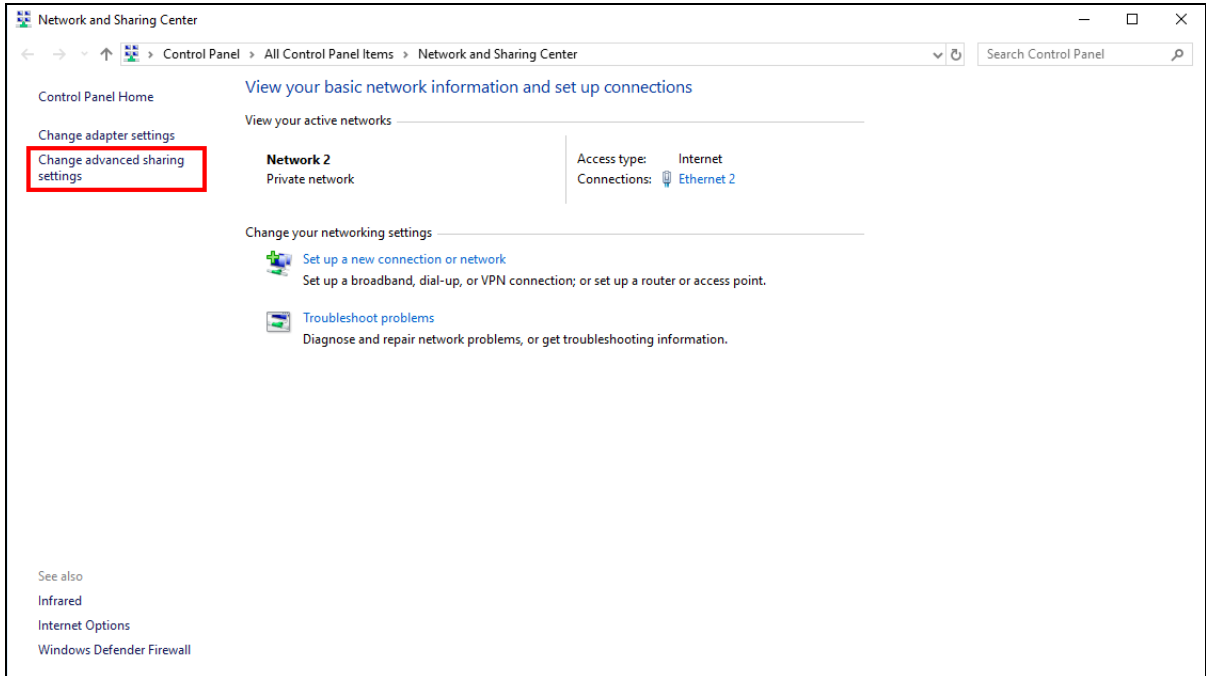 Network and Sharing Center
Control Panel > All Control Panel Items > Network and Sharing Center
Search Control Panel
Control Panel Home
Change adapter settings
Change advanced sharing
settings
View your basic network information and set up connections
View your active networks
Network 2
Private network
Access type: Internet
Connections: Ethernet 2
Change your networking settings
Set up a new connection or network
Set up a broadband, dial-up, or VPN connection; or set up a router or access point.
Troubleshoot problems
Diagnose and repair network problems, or get troubleshooting information.
See also
Infrared
Internet Options
Windows Defender Firewall